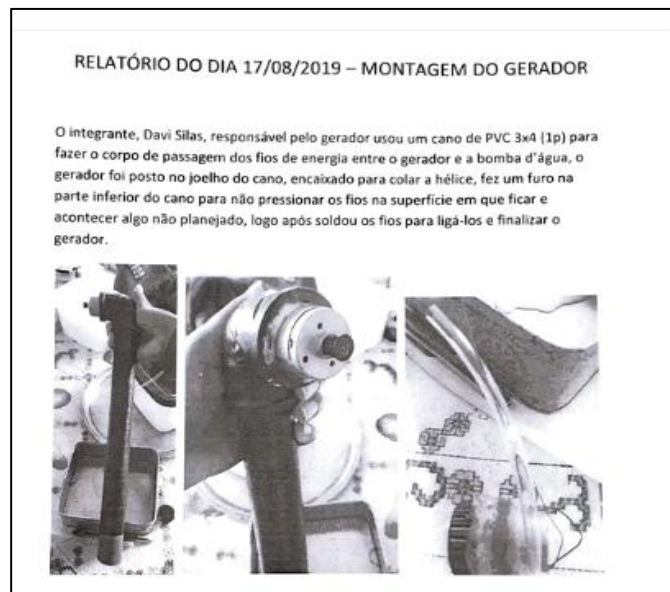 RELATÓRIO DO DIA 17/08/2019 – MONTAGEM DO GERADOR
O integrante, Davi Silas, responsável pelo gerador usou um cano de PVC 3x4 (1p) para
fazer o corpo de passagem dos fios de energia entre o gerador e a bomba d'água, o
gerador foi posto no joelho do cano, encaixado para colar a hélice, fez um furo na
parte inferior do cano para não pressionar os fios na superfície em que ficar e
acontecer algo não planejado, logo após soldou os fios para ligá-los e finalizar o
gerador.